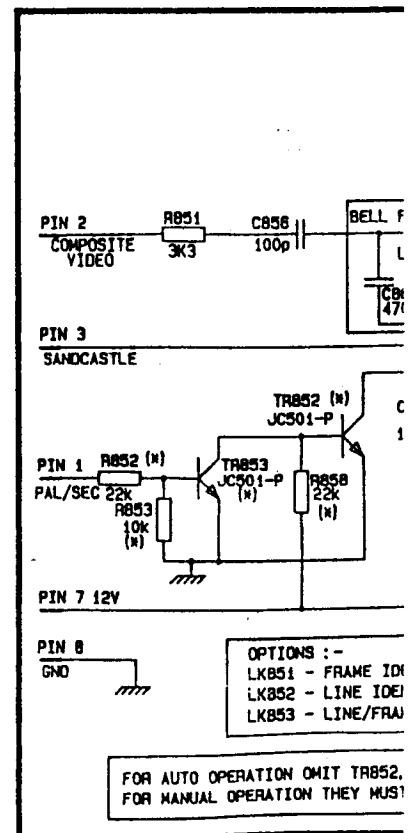 PIN 2
COMPOSITE
VIDEO
R851
3K3
C856
100p
BELL
PIN 3
SANDCASTLE
TR852 (*)
JC501-P
PIN 1
PAL/SEC
R852 (*)
22k
R853
10k
(*)
TR853
JC501-P
(*)
R858
22k
(*)
PIN 7 12V
PIN 8
GND
OPTIONS :-
LK851 - FRAME
LK852 - LINE
LK853 - LINE/
FOR AUTO OPERATION OMIT TR852,
FOR MANUAL OPERATION THEY MUST